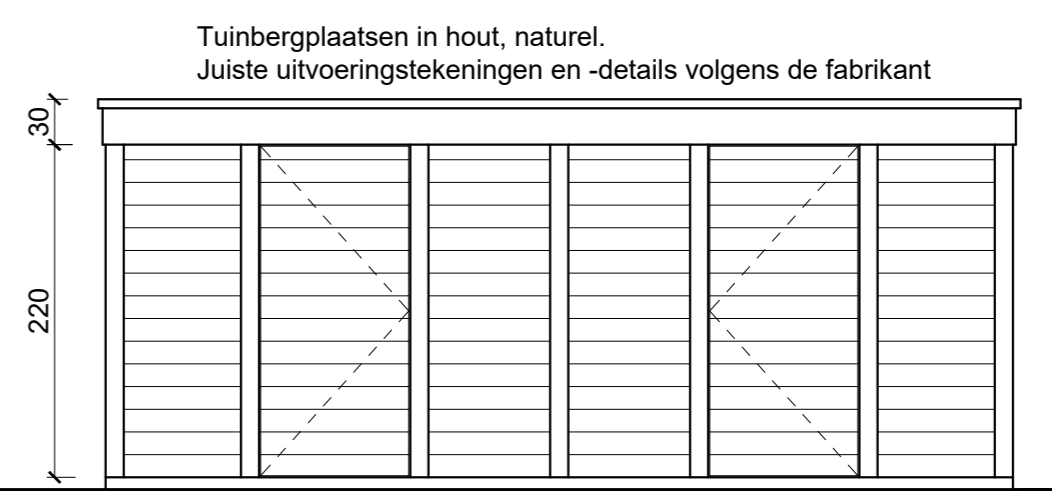 Tuinbergplaatsen in hout, naturel.
Juiste uitvoeringstekeningen en -details volgens de fabrikant
30
220